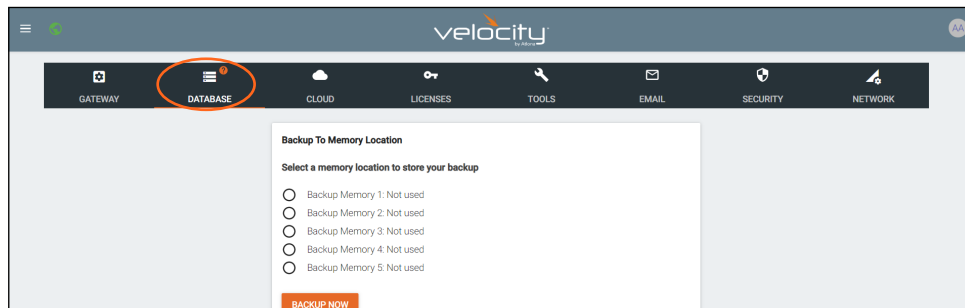 velocity
by Atlona
AA
GATEWAY DATABASE ? CLOUD LICENSES TOOLS EMAIL SECURITY NETWORK
Backup To Memory Location
Select a memory location to store your backup
Backup Memory 1: Not used
Backup Memory 2: Not used
Backup Memory 3: Not used
Backup Memory 4: Not used
Backup Memory 5: Not used
BACKUP NOW